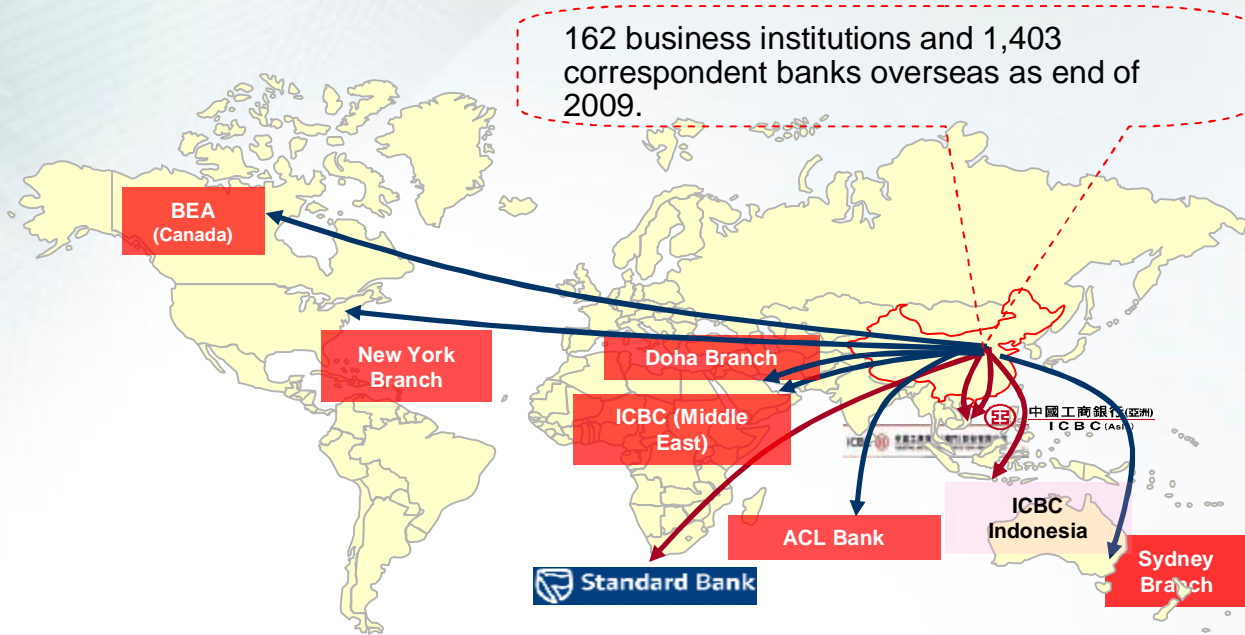 162 business institutions and 1,403
correspondent banks overseas as end of
2009.
BEA
(Canada)
New York
Branch
Doha Branch
ICBC (Middle
East)
中國工商銀行(亞洲)
ICBC (Asia)
ICBC
ICBC
Indonesia
ACL Bank
Standard Bank
Sydney
Branch